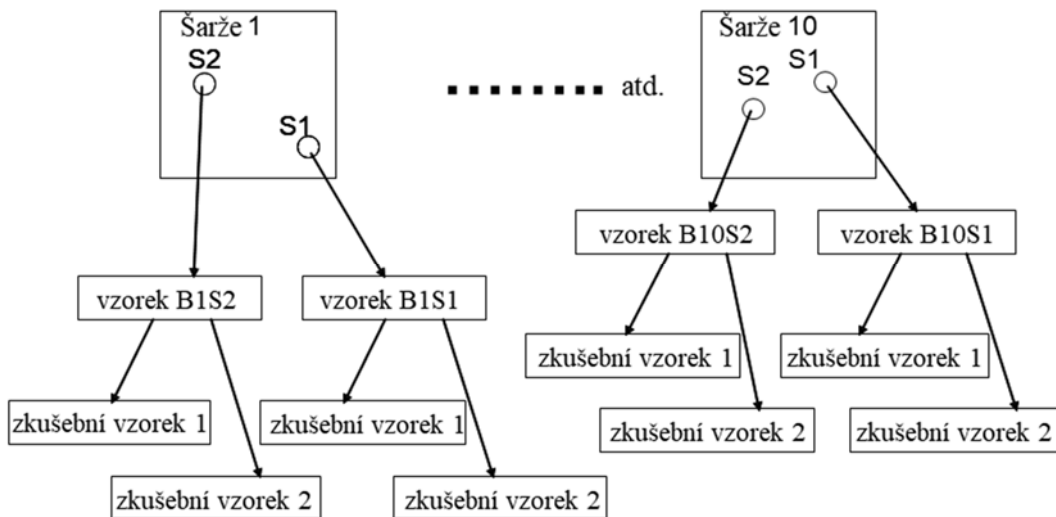 Šarže 1
S2
S1
atd.
Šarže 10
S1
S2
vzorek B1S2
vzorek B1S1
zkušební vzorek 1
zkušební vzorek 1
zkušební vzorek 2
zkušební vzorek 2
vzorek B10S2
vzorek B10S1
zkušební vzorek 1
zkušební vzorek 1
zkušební vzorek 2
zkušební vzorek 2